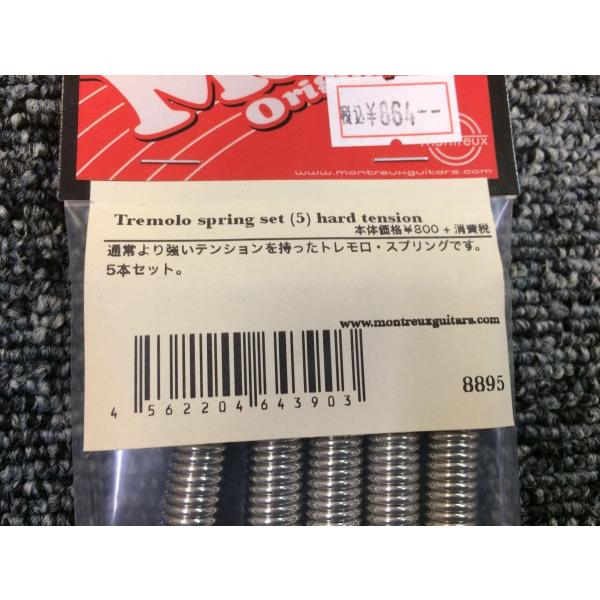 税込¥864--
montreux
www.montreuxguitars.com
Tremolo spring set (5) hard tension
本体価格¥800 + 消費税
通常より強いテンションを持ったトレモロ・スプリングです。
5本セット。
www.montreuxguitars.com
4 562204 643903
8895